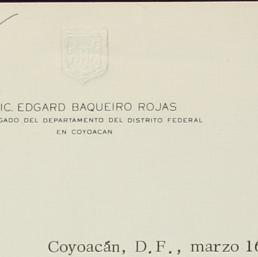 IC. EDGARD BAQUEIRO ROJAS
GADO DEL DEPARTAMENTO DEL DISTRITO FEDERAL
EN COYOACAN
Coyoacán, D.F., marzo 16